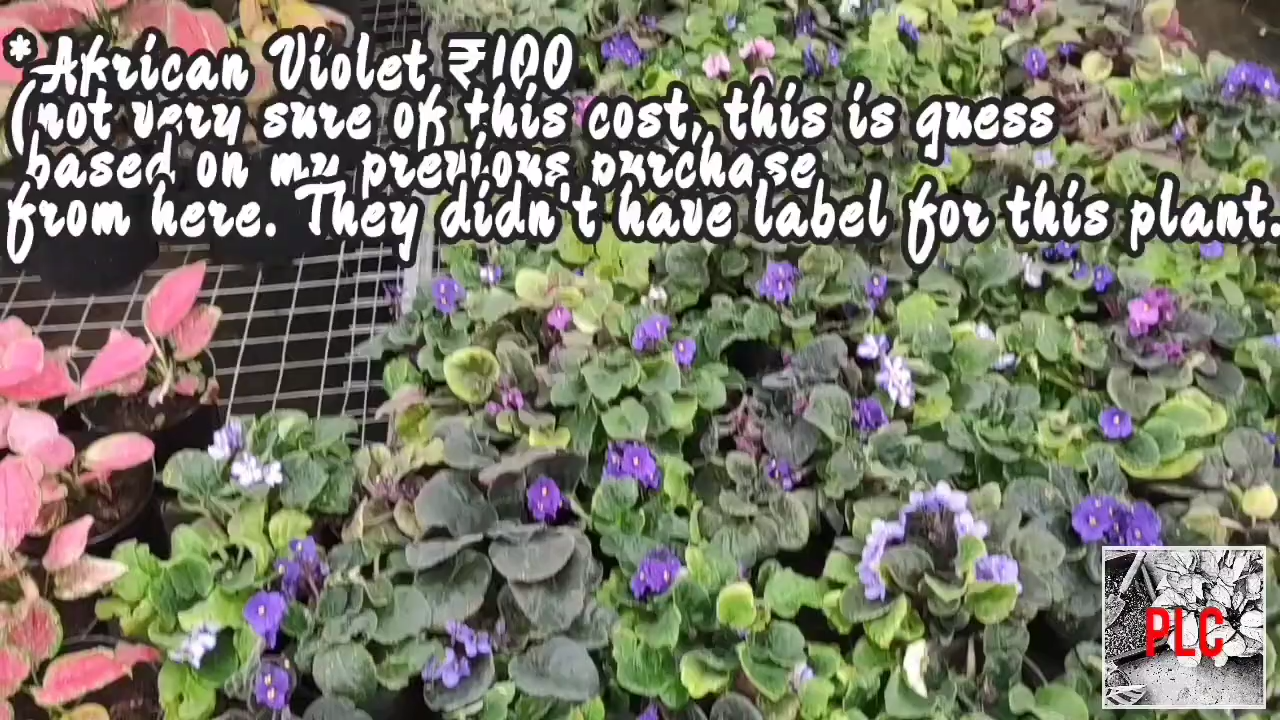 *African Violet ₹100
(not very sure of this cost, this is guess
based on my previous purchase
from here. They didn't have label for this plant.
PLC